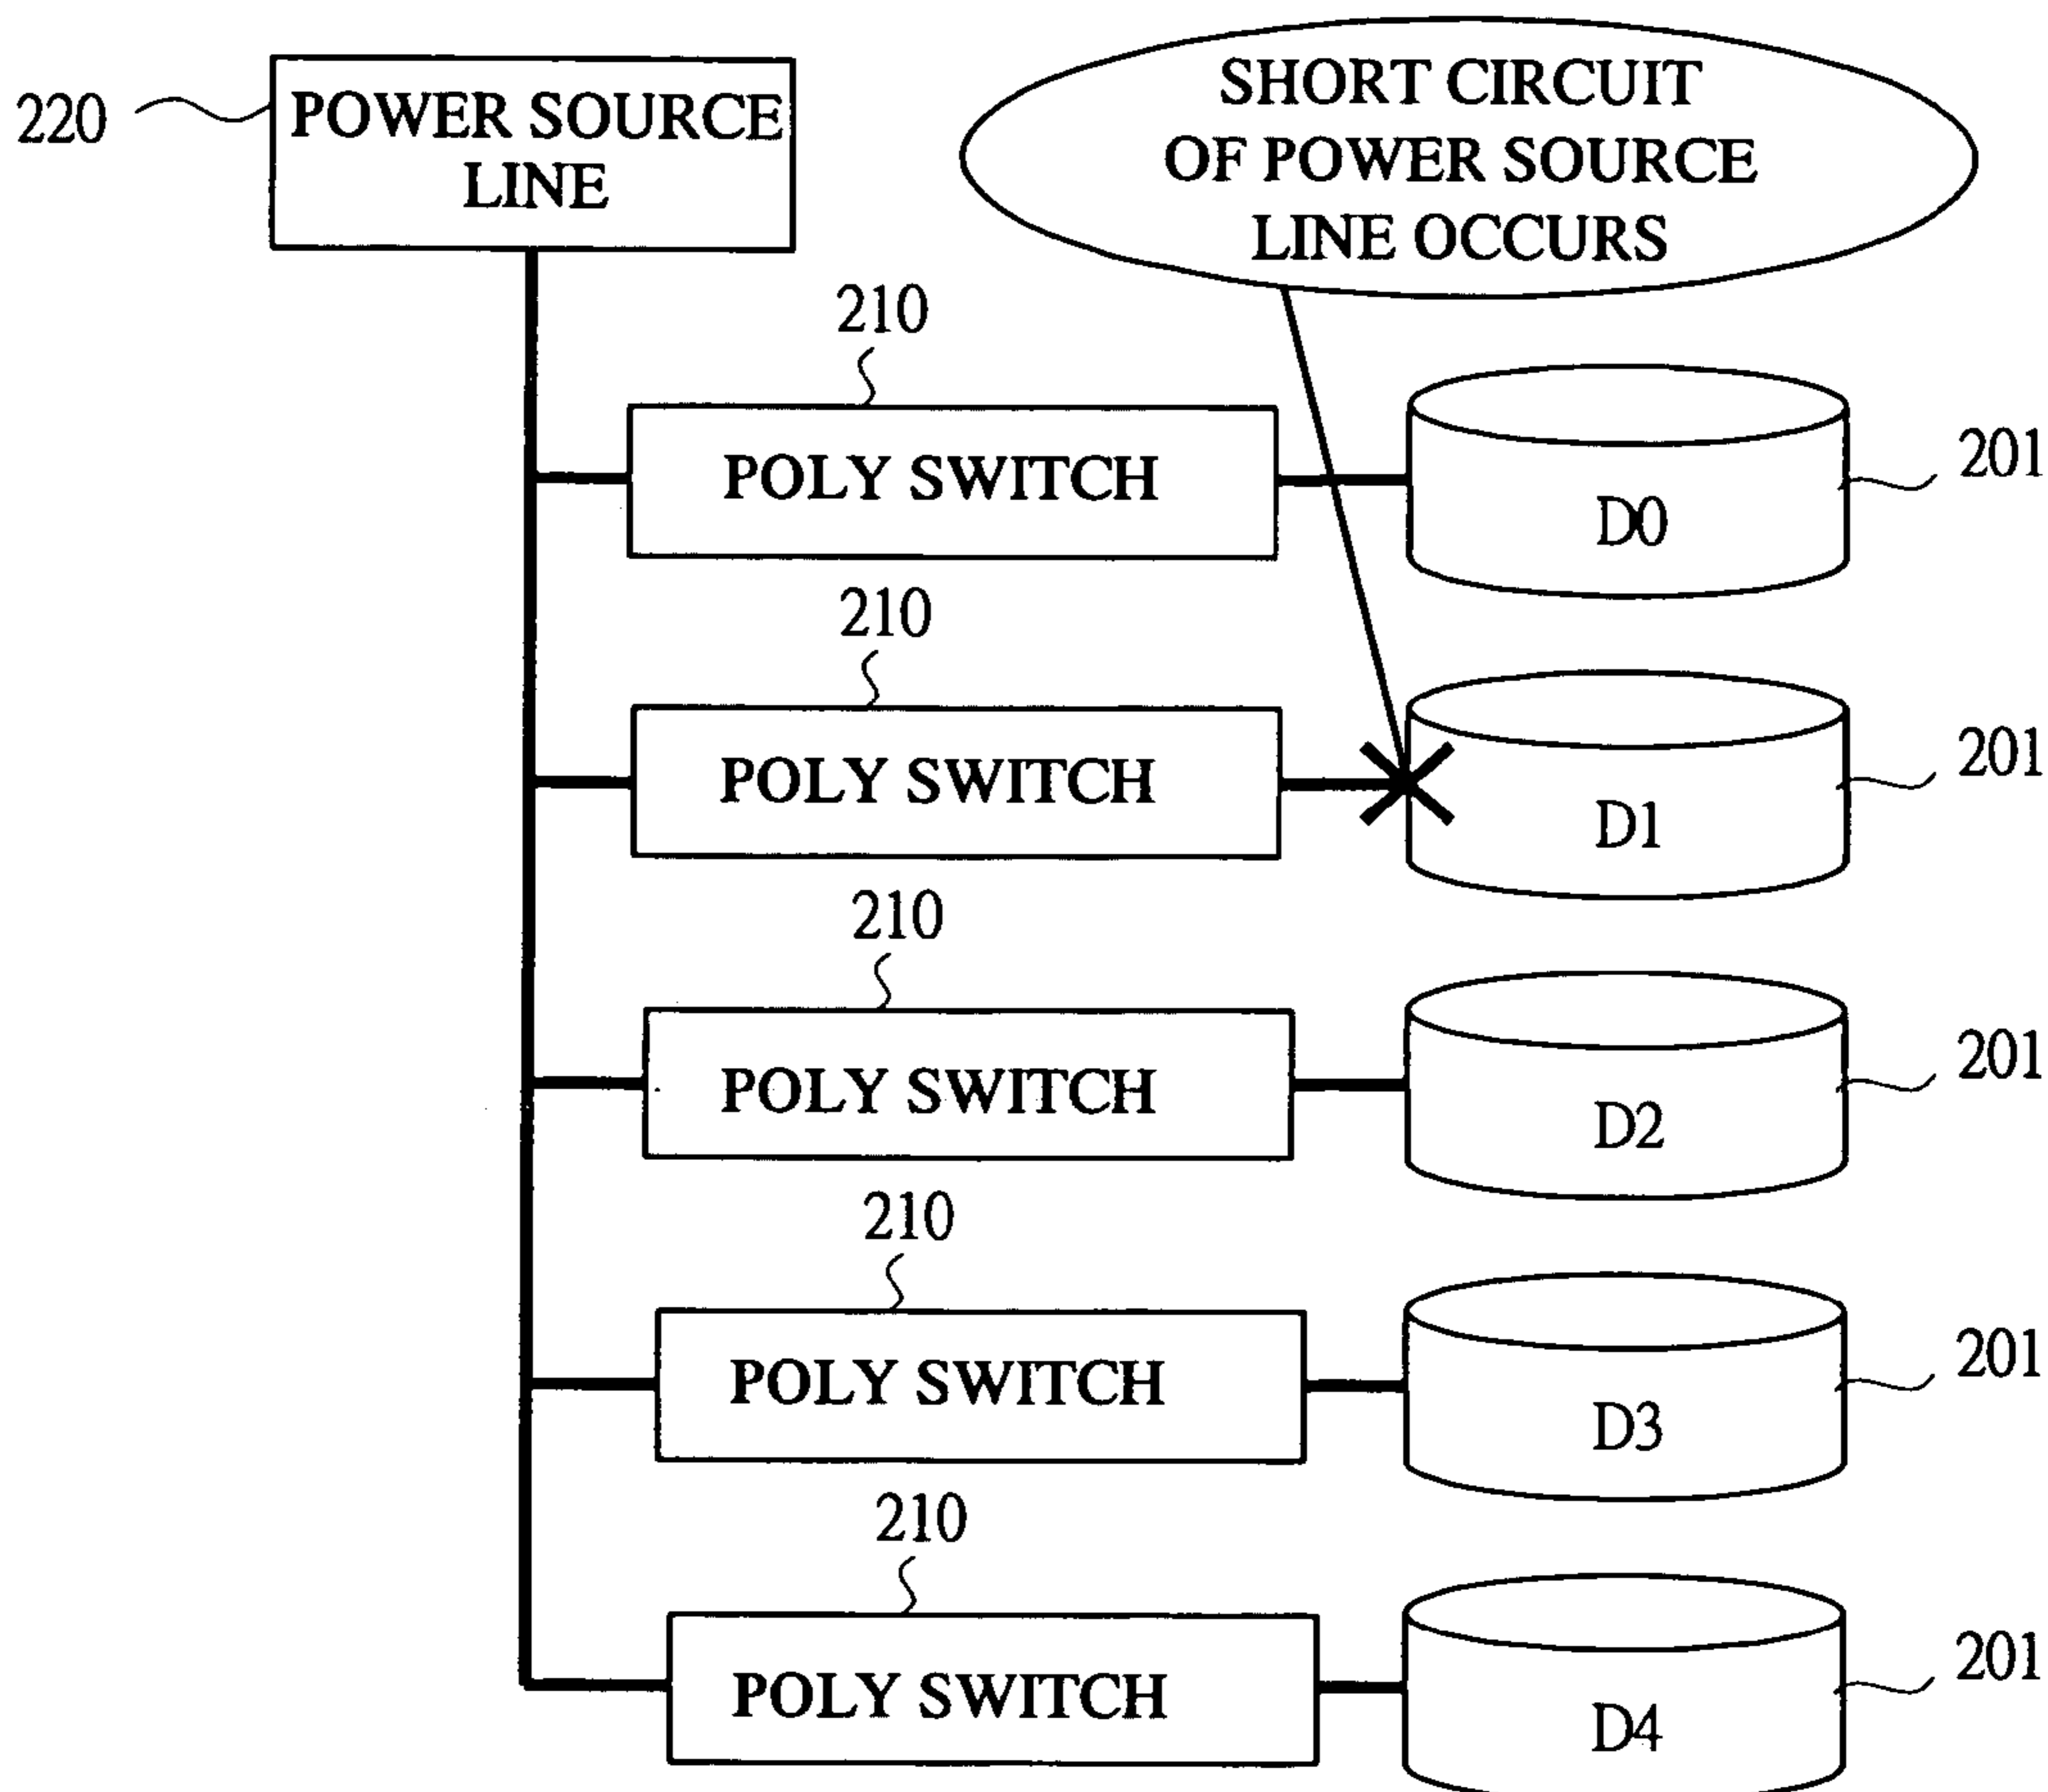 220
POWER SOURCE
LINE
SHORT CIRCUIT
OF POWER SOURCE
LINE OCCURS
210
POLY SWITCH
D0
201
210
POLY SWITCH
D1
201
210
POLY SWITCH
D2
201
210
POLY SWITCH
D3
201
210
POLY SWITCH
D4
201